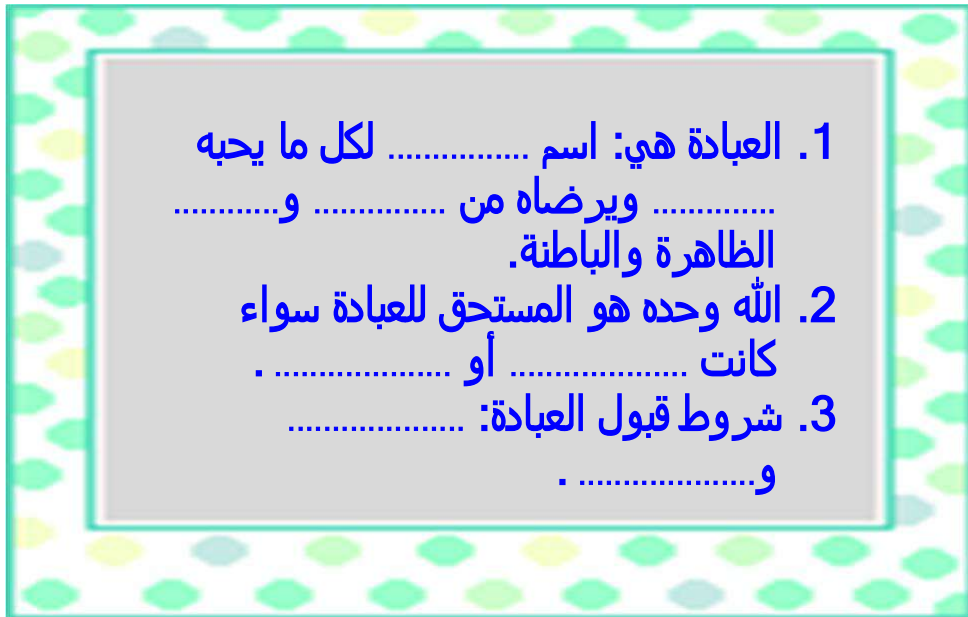 1. العبادة هي: اسم ................ لكل ما يحبه
.............. ويرضاه من ............... و............
الظاهرة والباطنة.
2. الله وحده هو المستحق للعبادة سواء
كانت .................... أو .................... .
3. شروط قبول العبادة: ....................
و.................... .